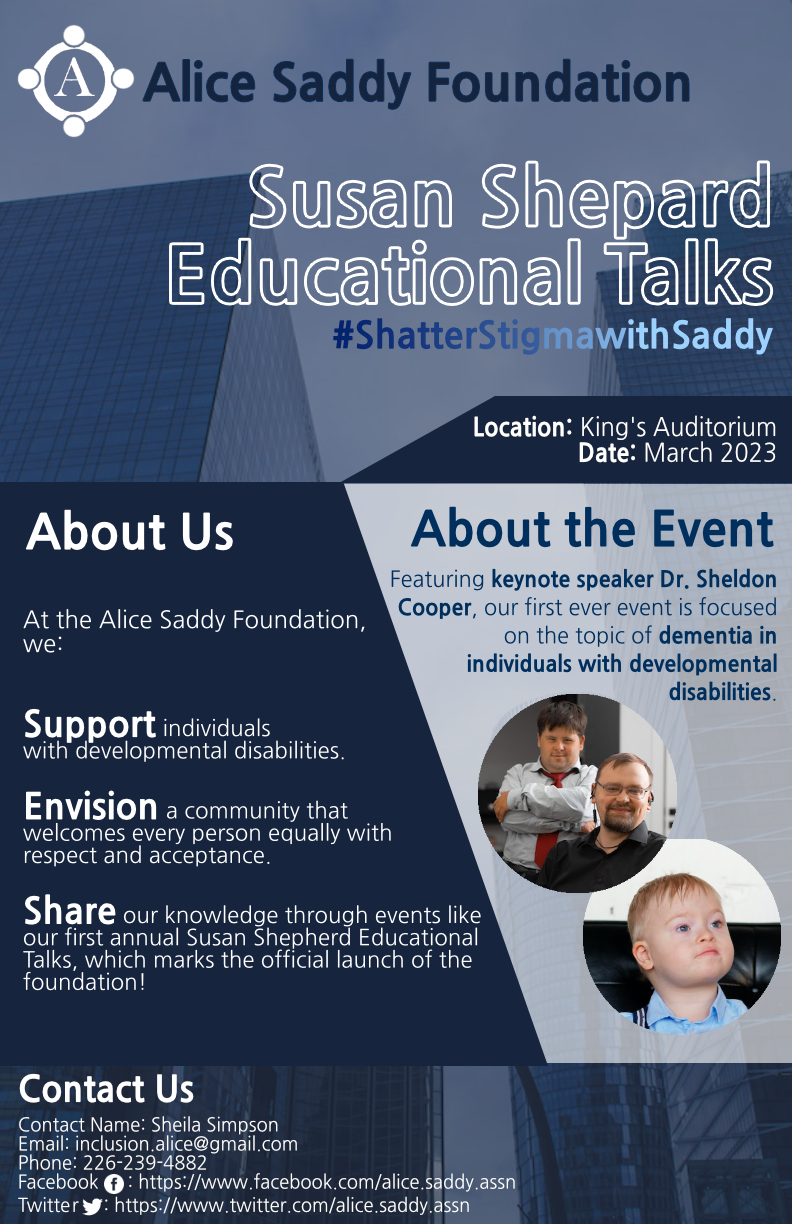 A
Alice Saddy Foundation
Susan Shepard
Educational Talks
#ShatterStigmawithSaddy
Location: King's Auditorium
Date: March 2023
About Us
At the Alice Saddy Foundation,
we:
Support individuals
with developmental disabilities.
Envision a community that
welcomes every person equally with
respect and acceptance.
Share our knowledge through events like
our first annual Susan Shepherd Educational
Talks, which marks the official launch of the
foundation!
About the Event
Featuring keynote speaker Dr. Sheldon
Cooper, our first ever event is focused
on the topic of dementia in
individuals with developmental
disabilities.
Contact Us
Contact Name: Sheila Simpson
Email: inclusion.alice@gmail.com
Phone: 226-239-4882
Facebook : https://www.facebook.com/alice.saddy.assn
Twitter : https://www.twitter.com/alice.saddy.assn